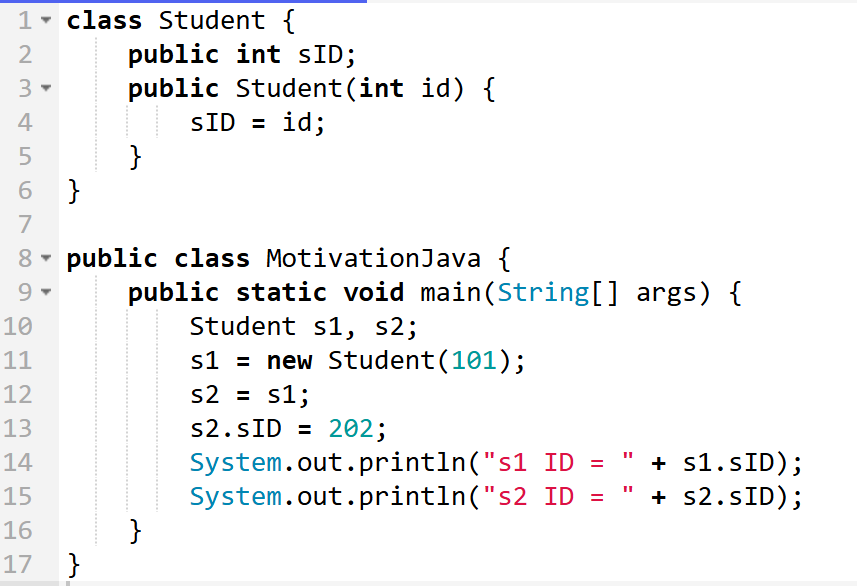 1 class Student {
2     public int sID;
3     public Student(int id) {
4         sID = id;
5     }
6 }
7
8 public class MotivationJava {
9     public static void main(String[] args) {
10         Student s1, s2;
11         s1 = new Student(101);
12         s2 = s1;
13         s2.sID = 202;
14         System.out.println("s1 ID = " + s1.sID);
15         System.out.println("s2 ID = " + s2.sID);
16     }
17 }